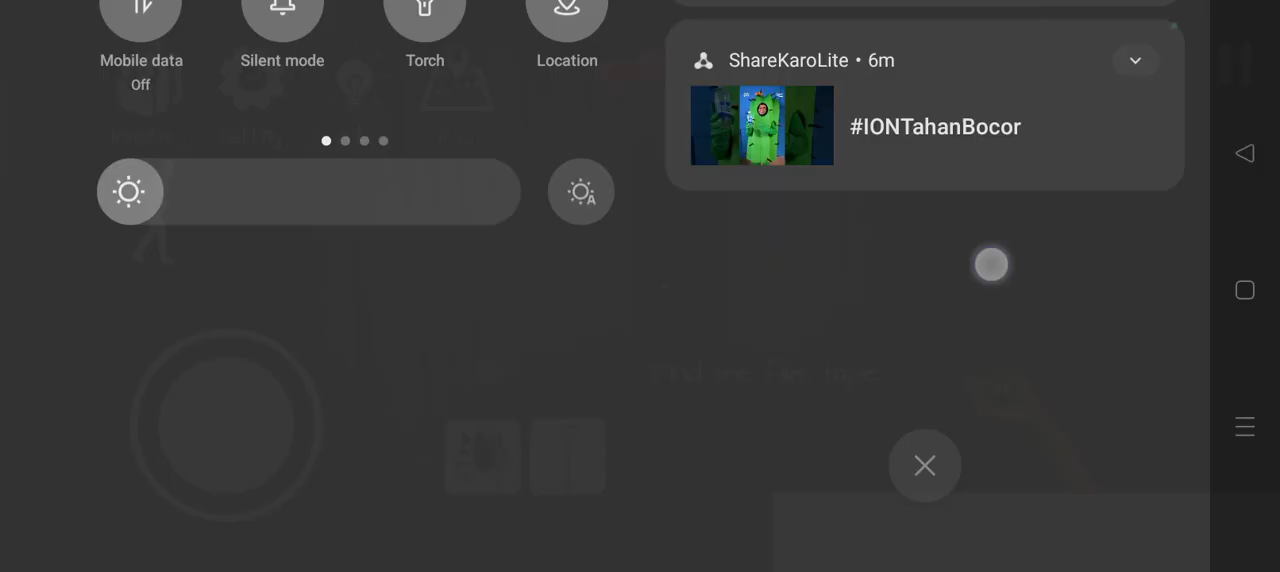 Mobile data
Off
Silent mode
Torch
Location
ShareKaroLite • 6m
#IONTahanBocor
A